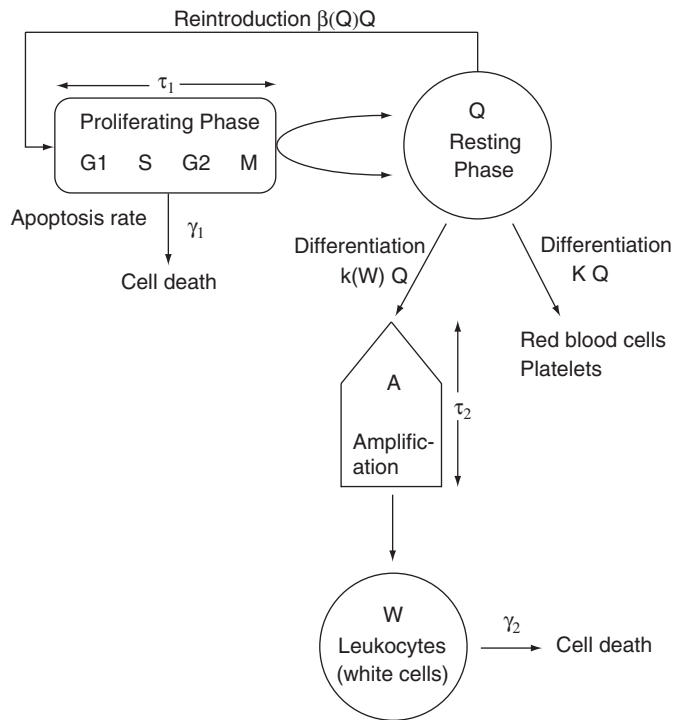 Reintroduction β(Q)Q
τ1
Proliferating Phase
G1 S G2 M
Q
Resting
Phase
Apoptosis rate
γ1
Cell death
Differentiation
k(W) Q
Differentiation
K Q
Red blood cells
Platelets
A
τ2
Amplific-
ation
W
Leukocytes
(white cells)
γ2
Cell death